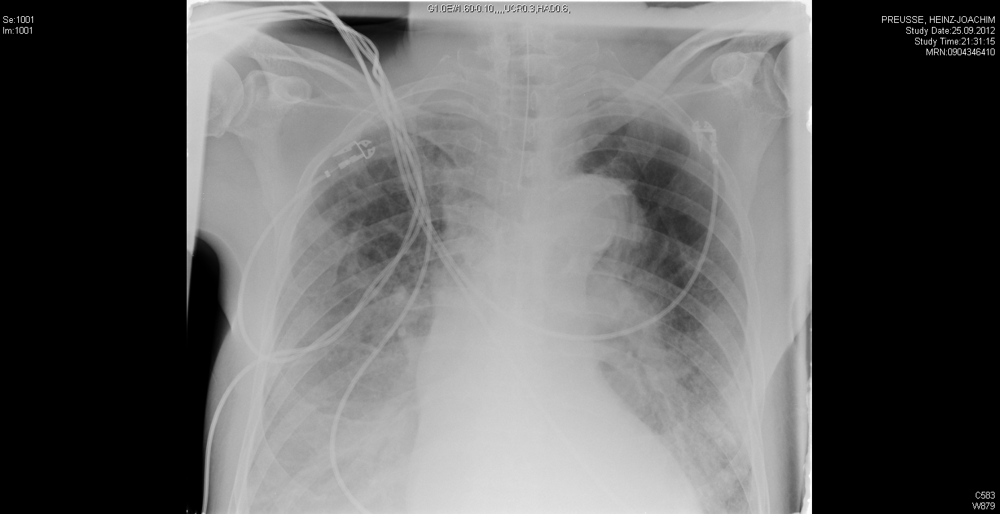 G1.0E#1.60-0.10,,,,UCR0.3,HAD0.6,
Se:1001
Im:1001
PREUSSE, HEINZ-JOACHIM
Study Date:25.09.2012
Study Time:21:31:15
MRN:0904346410
C583
W879